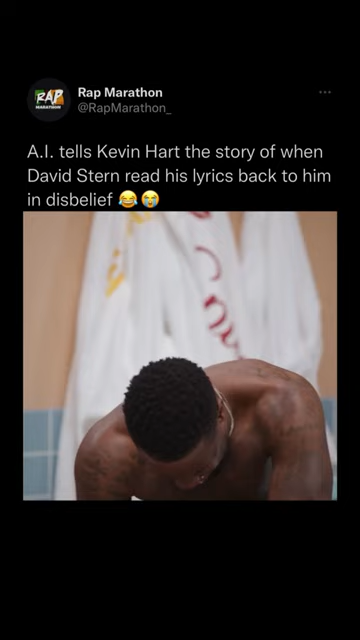 RAP
MARATHON
Rap Marathon
@RapMarathon_
A.I. tells Kevin Hart the story of when
David Stern read his lyrics back to him
in disbelief 😂😭